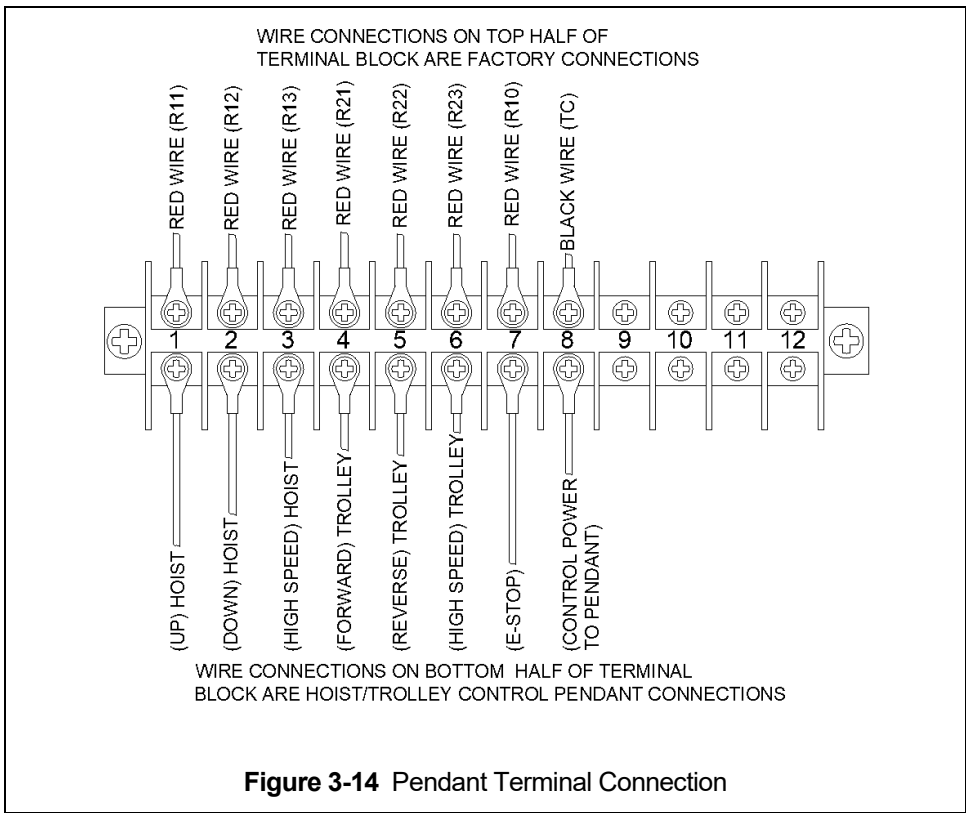 WIRE CONNECTIONS ON TOP HALF OF
TERMINAL BLOCK ARE FACTORY CONNECTIONS
RED WIRE (R11)
RED WIRE (R12)
RED WIRE (R13)
RED WIRE (R21)
RED WIRE (R22)
RED WIRE (R23)
RED WIRE (R10)
BLACK WIRE (TC)
1 2 3 4 5 6 7 8 9 10 11 12
(UP) HOIST
(DOWN) HOIST
(HIGH SPEED) HOIST
(FORWARD) TROLLEY
(REVERSE) TROLLEY
(HIGH SPEED) TROLLEY
(E-STOP)
(CONTROL POWER
TO PENDANT)
WIRE CONNECTIONS ON BOTTOM HALF OF TERMINAL
BLOCK ARE HOIST/TROLLEY CONTROL PENDANT CONNECTIONS
Figure 3-14 Pendant Terminal Connection